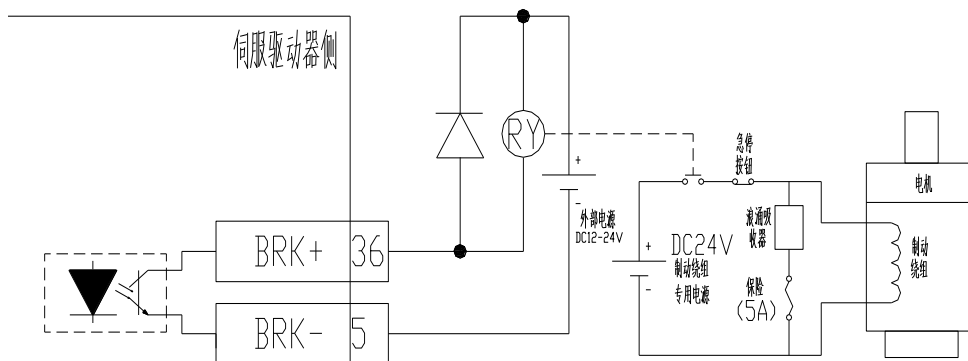 伺服驱动器侧
RY
急停
按钮
电机
+
-
外部电源
DC12-24V
浪涌吸
收器
BRK+ 36
+
DC24V
制动绕组
专用电源
-
制动
绕组
保险
(5A)
BRK- 5